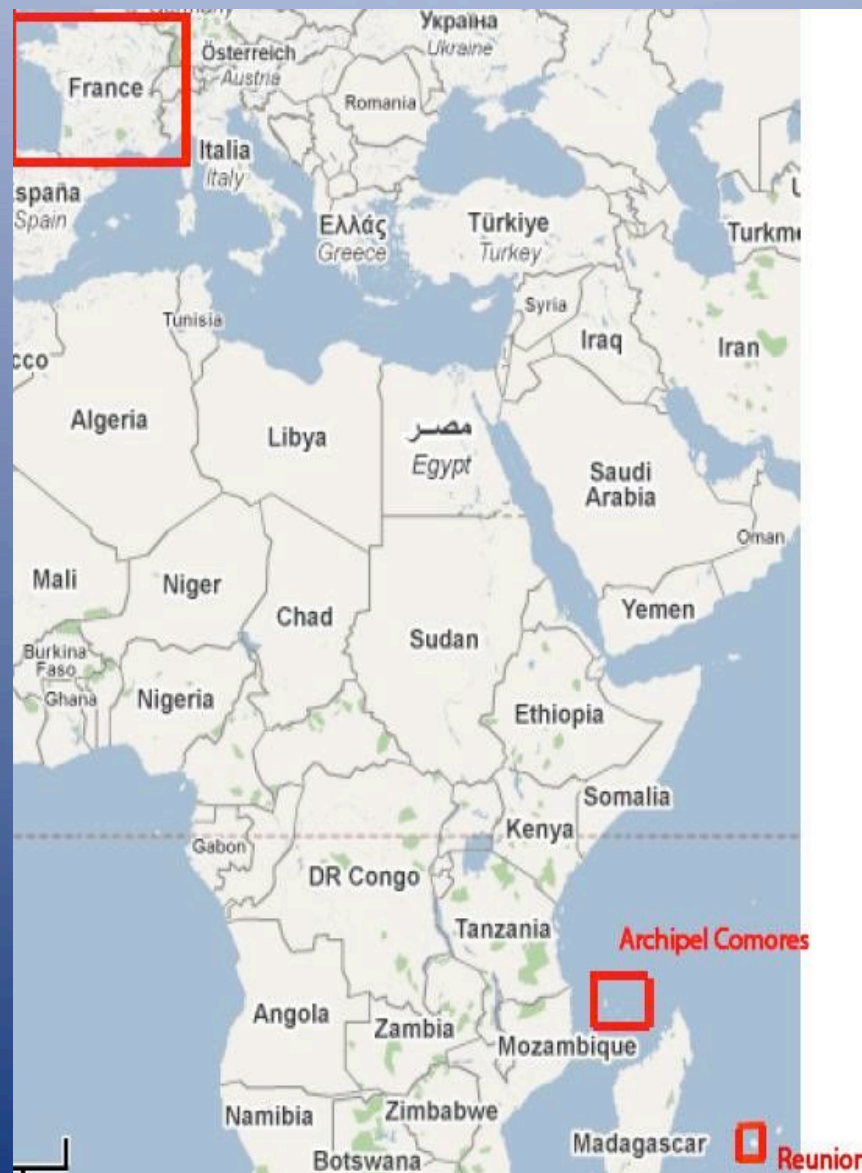 Germany
Україна
Ukraine
Österreich
Austria
France
Romania
Italia
Italy
spaña
Spain
Ελλάς
Greece
Türkiye
Turkey
Turkme
Syria
Tunisia
Iraq
Iran
cco
Algeria
Libya
مصر
Egypt
Saudi
Arabia
Oman
Mali
Niger
Chad
Yemen
Sudan
Burkina
Faso
Ghana
Nigeria
Ethiopia
Somalia
Kenya
Gabon
DR Congo
Tanzania
Archipel Comores
Angola
Zambia
Mozambique
Namibia
Zimbabwe
Madagascar
Botswana
Reunion